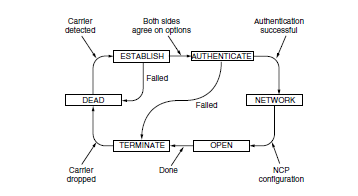 Carrier
detected
Both sides
agree on options
Authentication
successful
ESTABLISH
AUTHENTICATE
Failed
DEAD
Failed
NETWORK
TERMINATE
OPEN
Carrier
dropped
Done
NCP
configuration